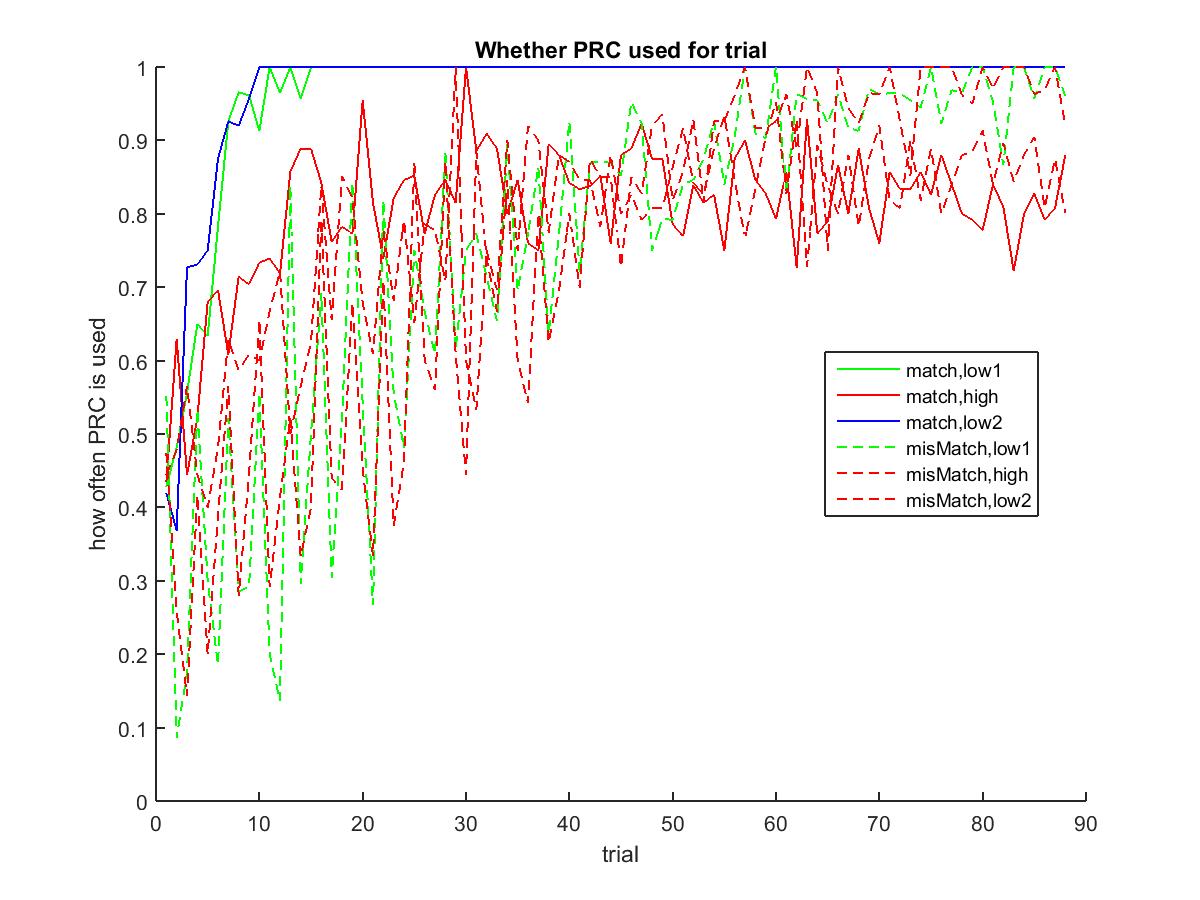 Whether PRC used for trial
1
0.9
0.8
0.7
0.6
0.5
0.4
0.3
0.2
0.1
0
how often PRC is used
match,low1
match,high
match,low2
misMatch,low1
misMatch,high
misMatch,low2
0 10 20 30 40 50 60 70 80 90
trial